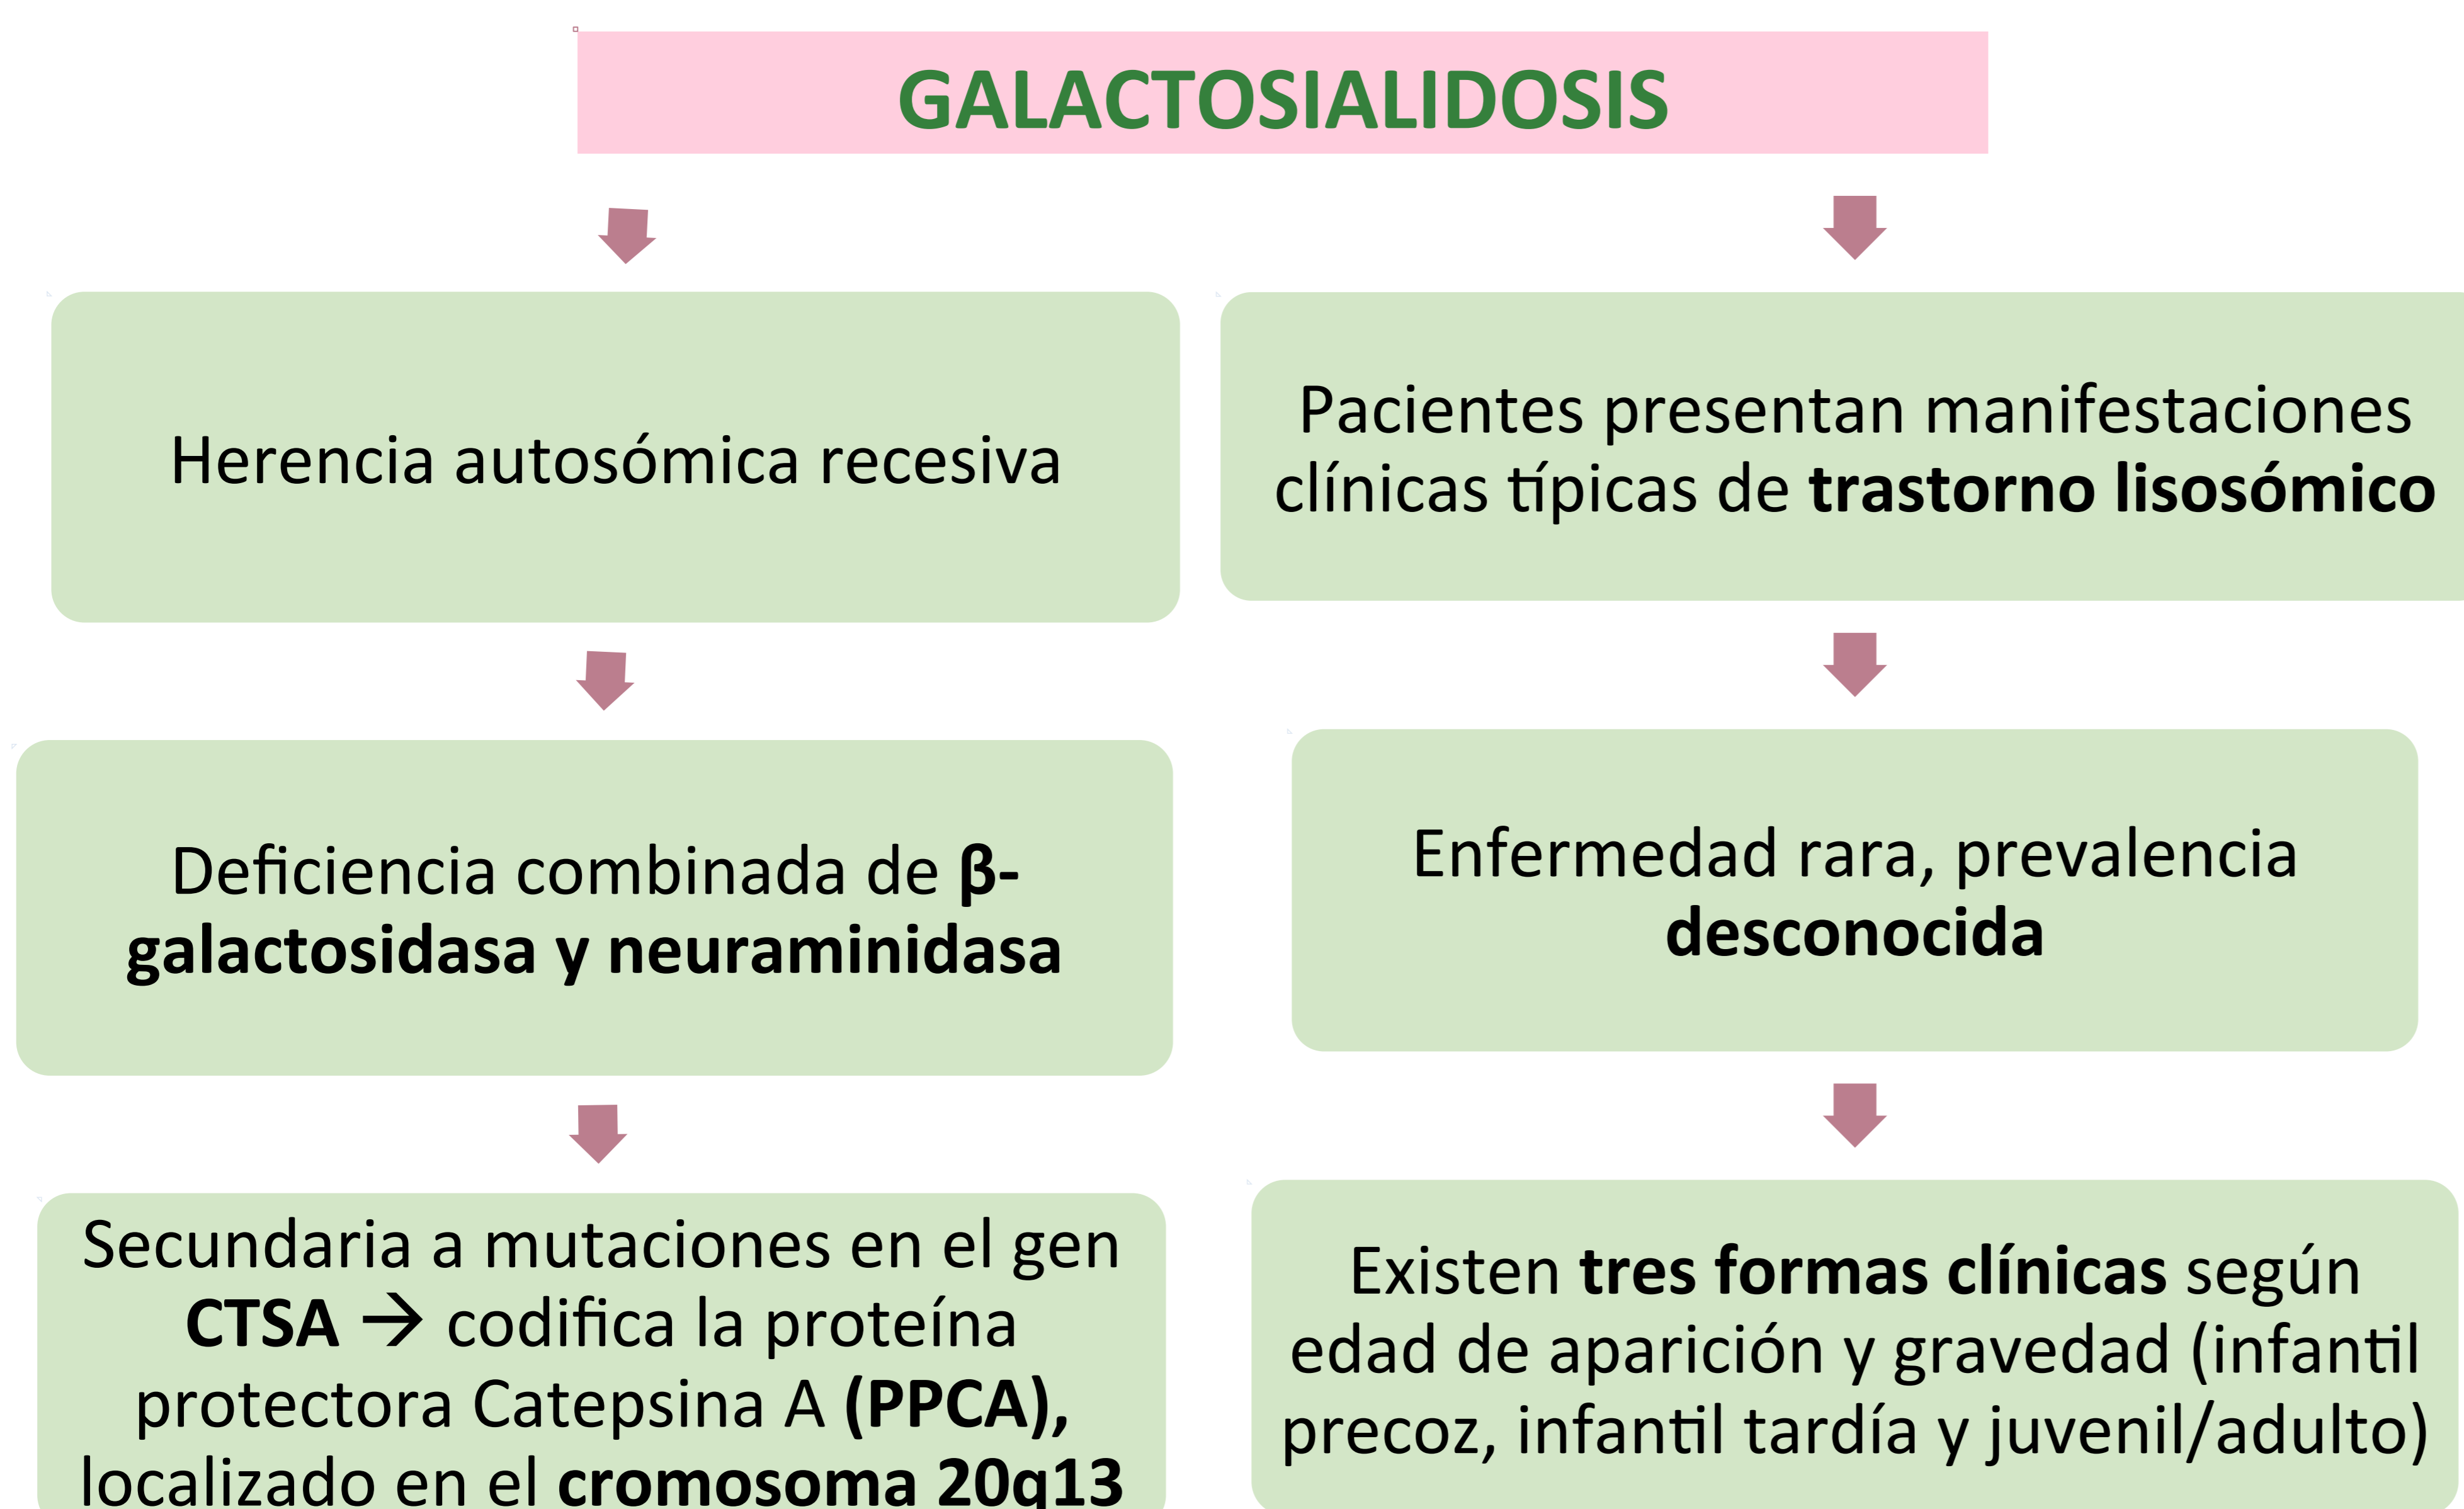 GALACTOSIALIDOSIS
Herencia autosómica recesiva
Deficiencia combinada de β-
galactosidasa y neuraminidasa
Secundaria a mutaciones en el gen
CTSA → codifica la proteína
protectora Catepsina A (PPCA),
localizado en el cromosoma 20q13
Pacientes presentan manifestaciones
clínicas típicas de trastorno lisosómico
Enfermedad rara, prevalencia
desconocida
Existen tres formas clínicas según
edad de aparición y gravedad (infantil
precoz, infantil tardía y juvenil/adulto)